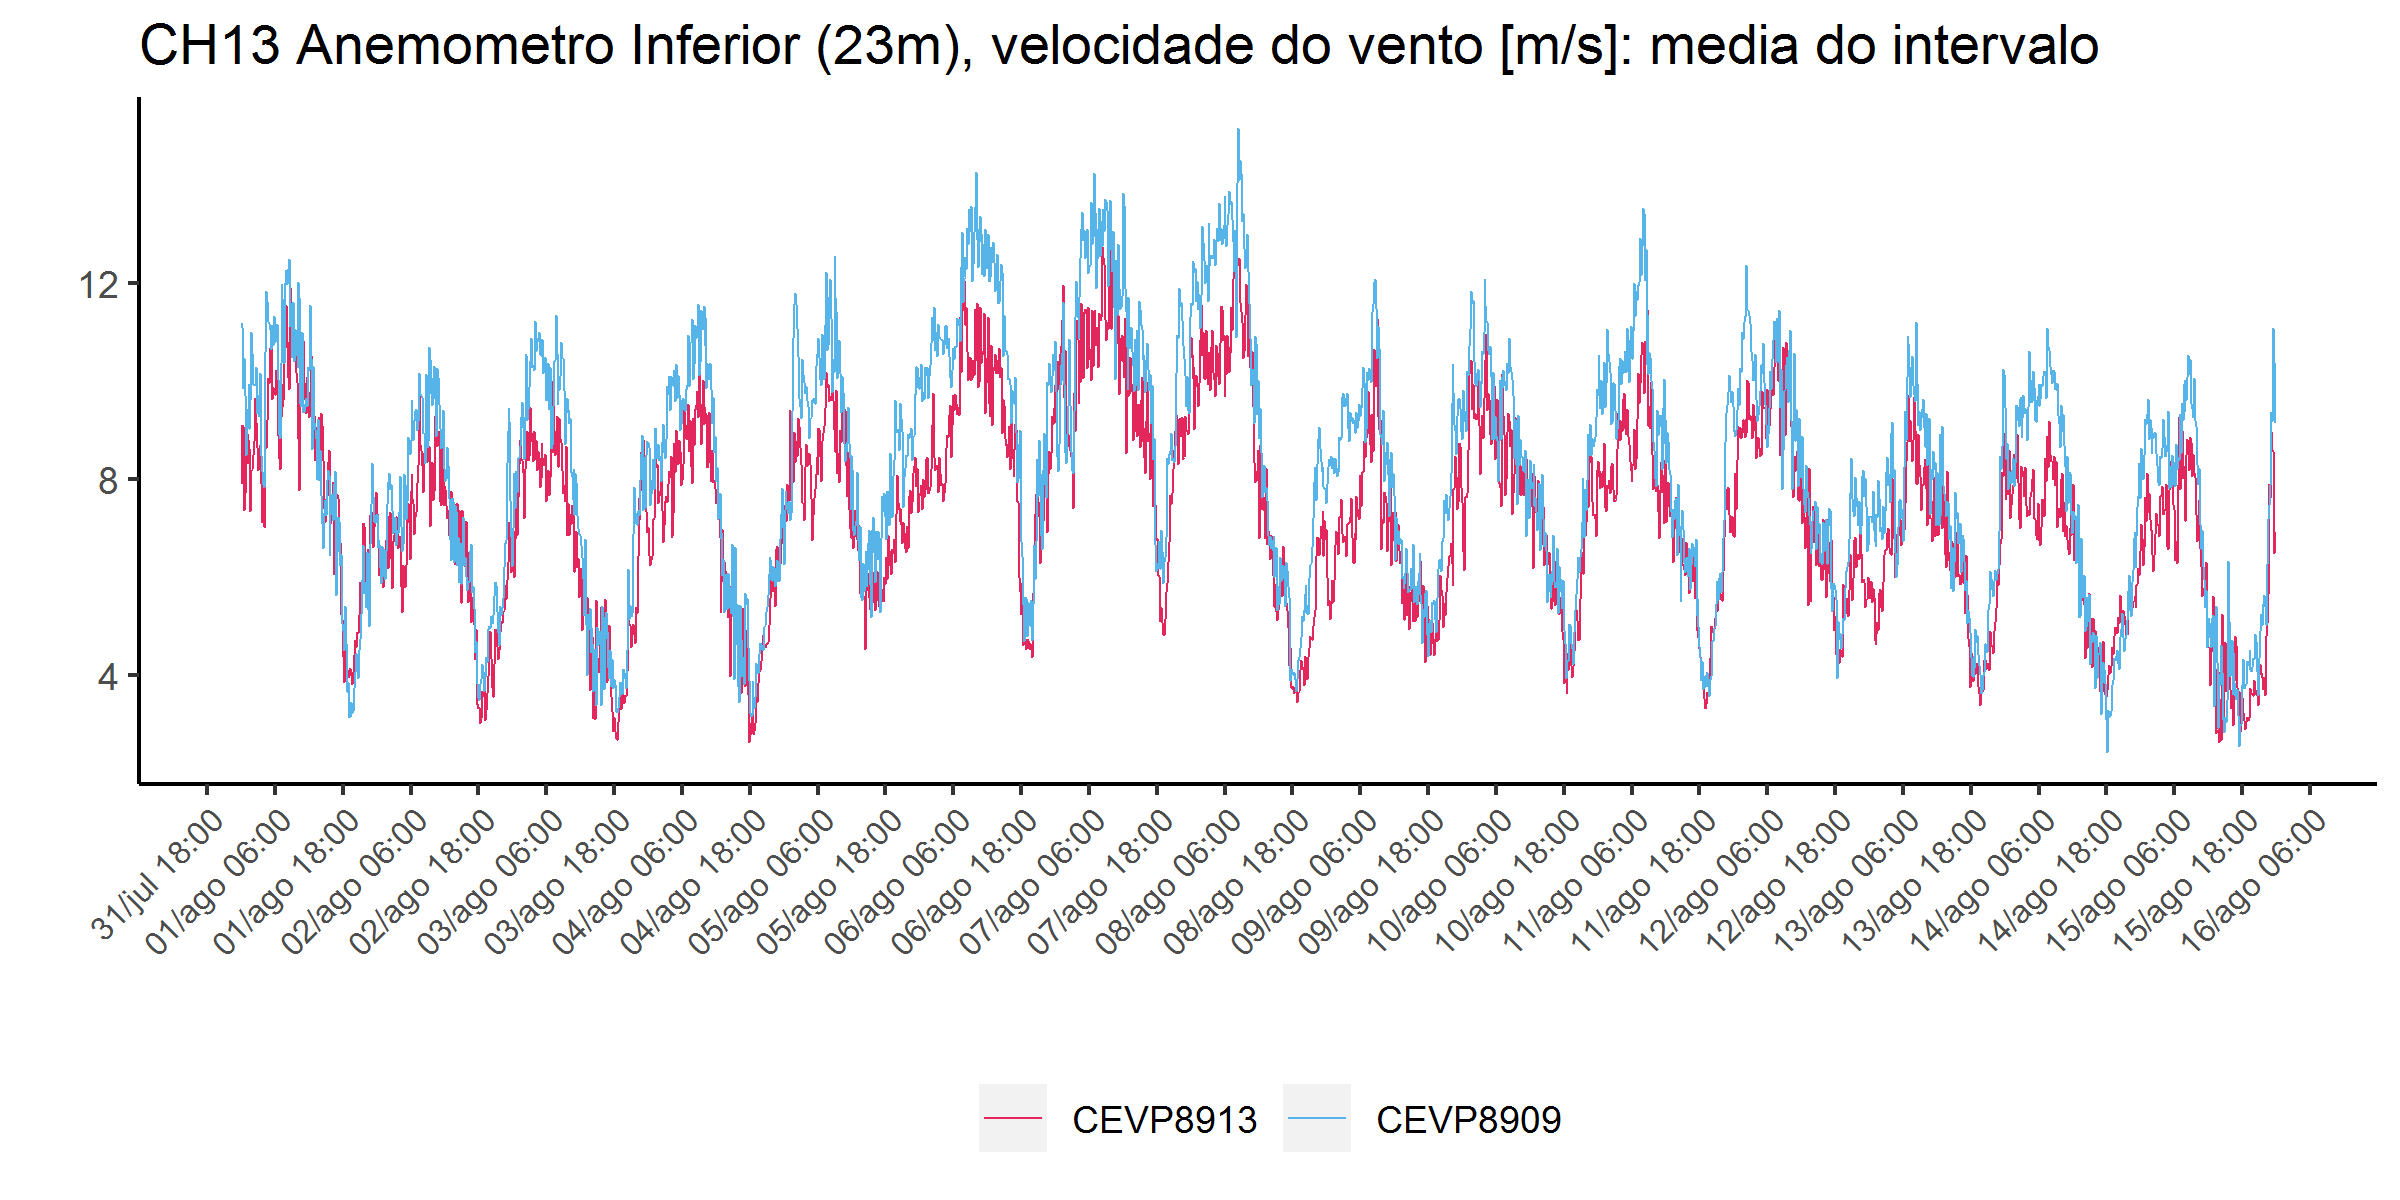 CH13 Anemometro Inferior (23m), velocidade do vento [m/s]: media do intervalo
12
8
4
31/jul 18:00
01/ago 06:00
01/ago 18:00
02/ago 06:00
02/ago 18:00
03/ago 06:00
03/ago 18:00
04/ago 06:00
04/ago 18:00
05/ago 06:00
05/ago 18:00
06/ago 06:00
06/ago 18:00
07/ago 06:00
07/ago 18:00
08/ago 06:00
08/ago 18:00
09/ago 06:00
09/ago 18:00
10/ago 06:00
10/ago 18:00
11/ago 06:00
11/ago 18:00
12/ago 06:00
12/ago 18:00
13/ago 06:00
13/ago 18:00
14/ago 06:00
14/ago 18:00
15/ago 06:00
15/ago 18:00
16/ago 06:00
CEVP8913
CEVP8909